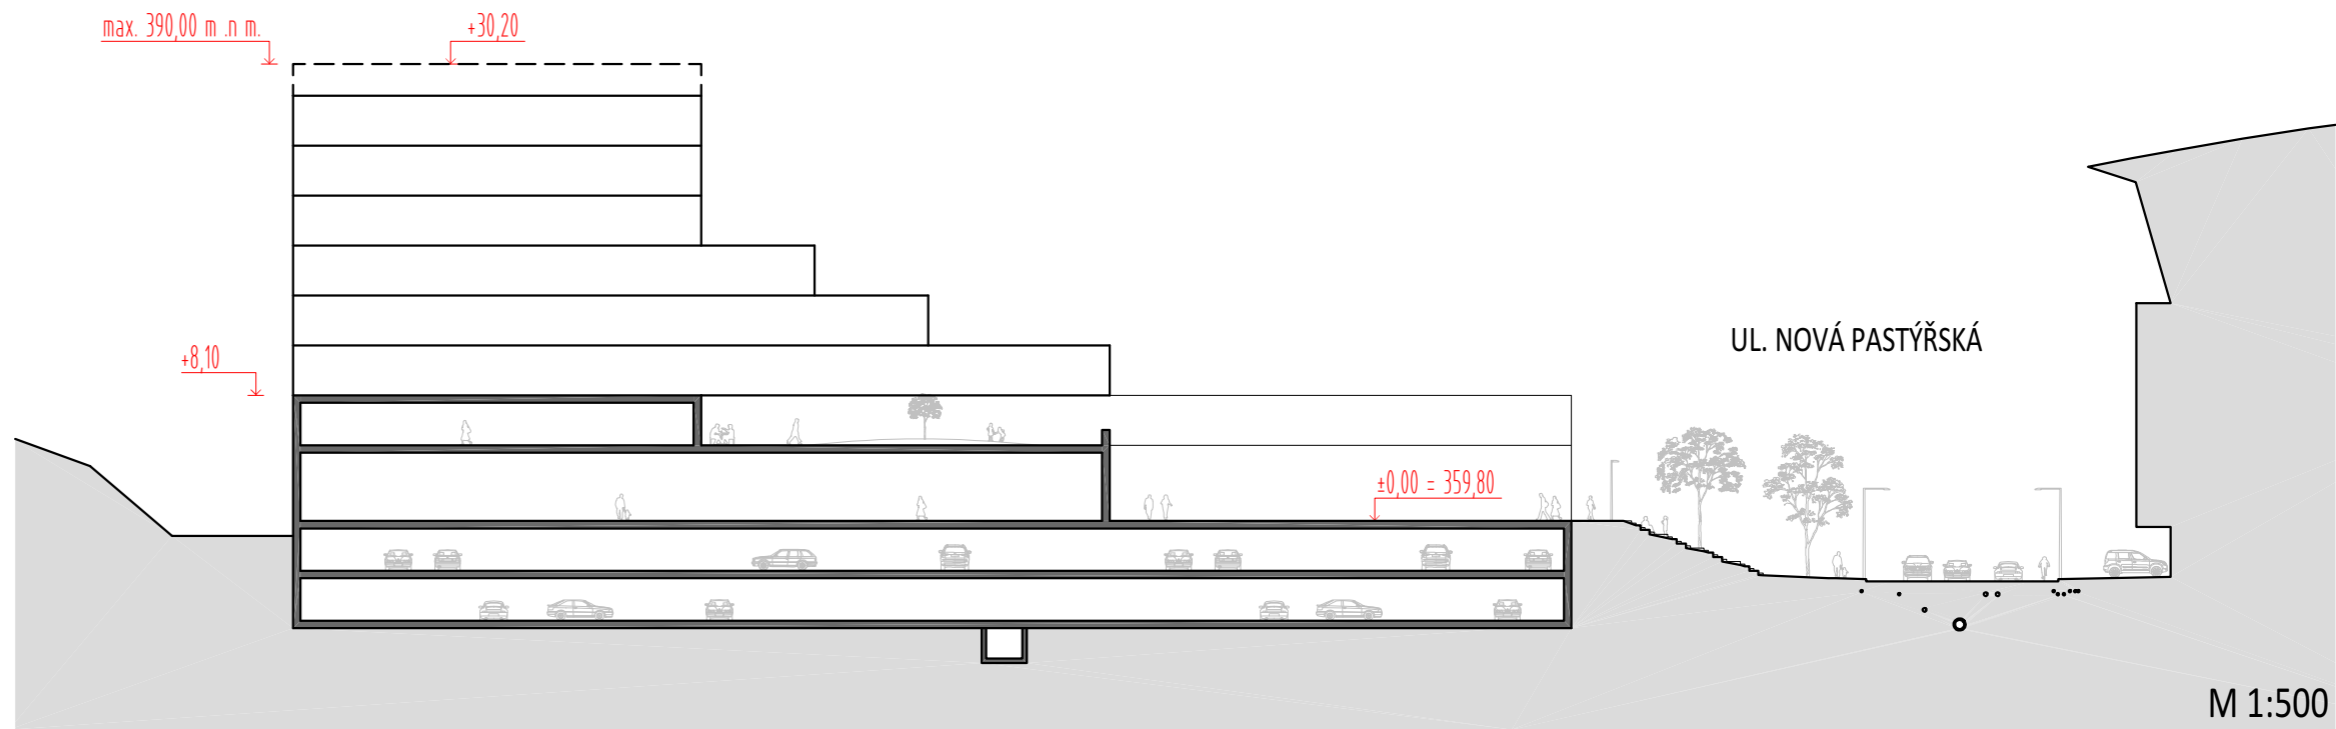 max. 390,00 m .n m.
+30,20
UL. NOVÁ PASTÝŘSKÁ
+8,10
±0,00 = 359,80
M 1:500